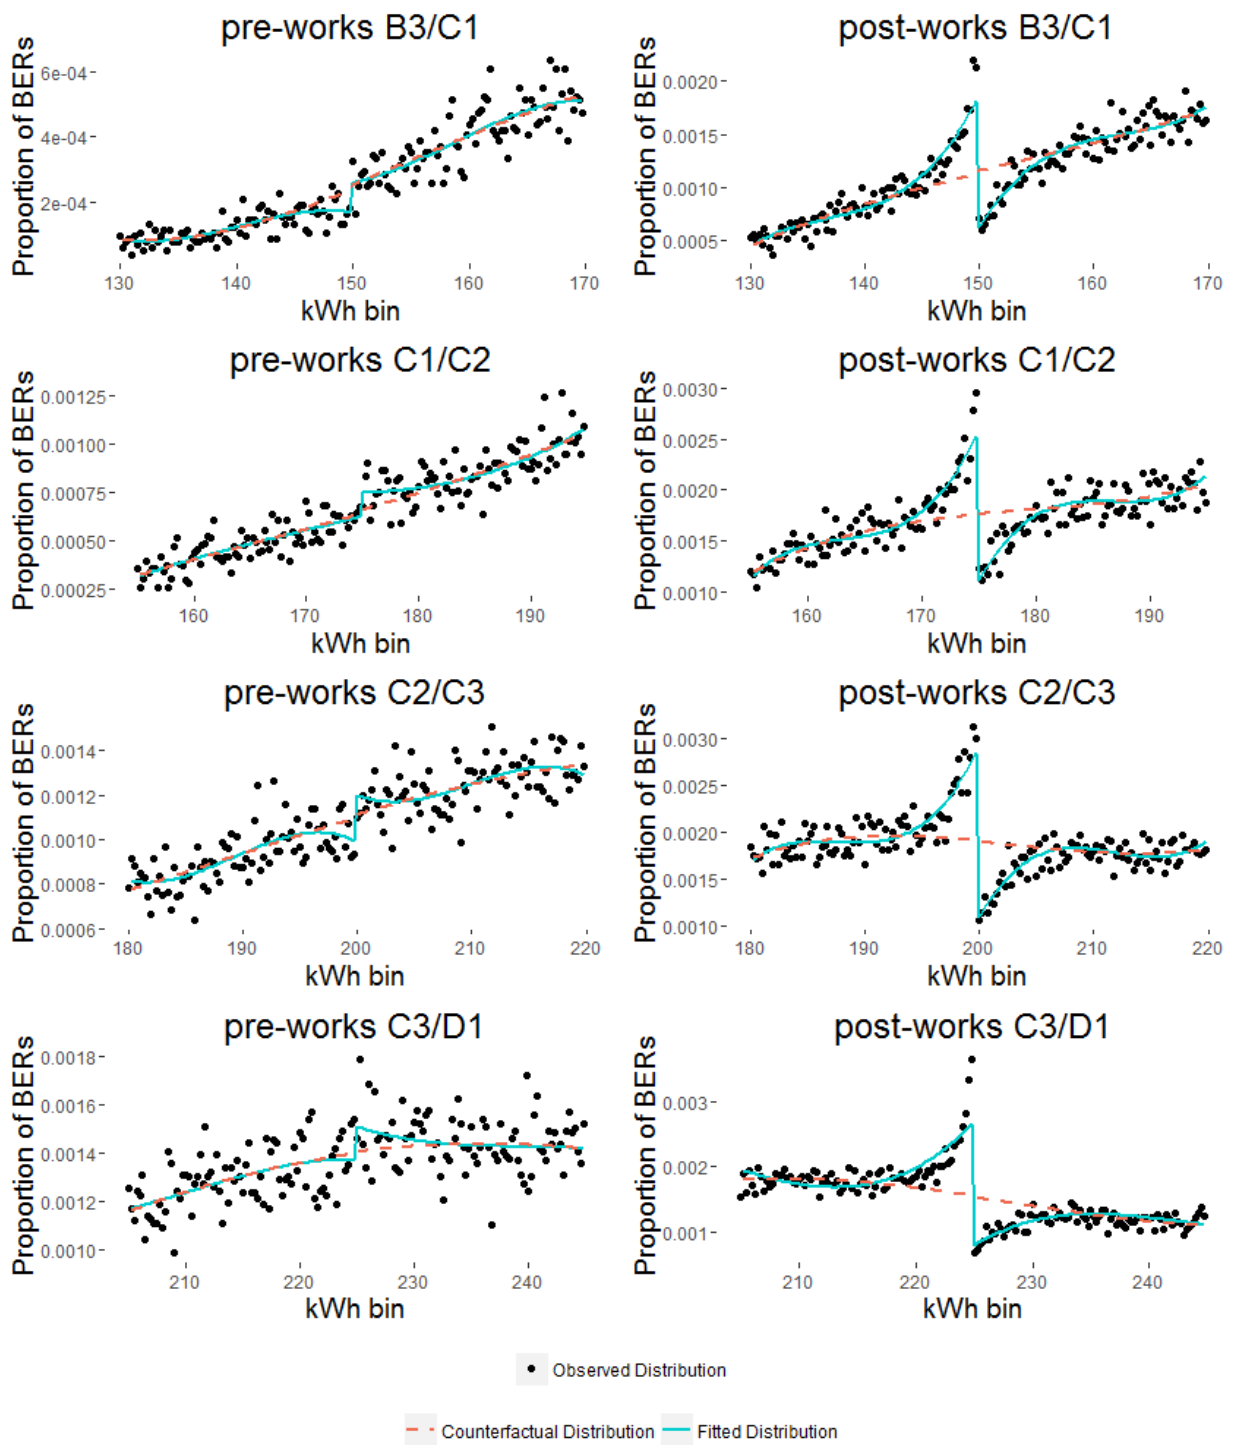 pre-works B3/C1
post-works B3/C1
Proportion of BERs
6e-04
4e-04
2e-04
130 140 150 160 170
kWh bin
Proportion of BERs
0.0020
0.0015
0.0010
0.0005
130 140 150 160 170
kWh bin
pre-works C1/C2
post-works C1/C2
Proportion of BERs
0.00125
0.00100
0.00075
0.00050
0.00025
160 170 180 190
kWh bin
Proportion of BERs
0.0030
0.0025
0.0020
0.0015
0.0010
160 170 180 190
kWh bin
pre-works C2/C3
post-works C2/C3
Proportion of BERs
0.0014
0.0012
0.0010
0.0008
0.0006
180 190 200 210 220
kWh bin
Proportion of BERs
0.0030
0.0025
0.0020
0.0015
0.0010
180 190 200 210 220
kWh bin
pre-works C3/D1
post-works C3/D1
Proportion of BERs
0.0018
0.0016
0.0014
0.0012
0.0010
210 220 230 240
kWh bin
Proportion of BERs
0.003
0.002
0.001
210 220 230 240
kWh bin
Observed Distribution
Counterfactual Distribution Fitted Distribution